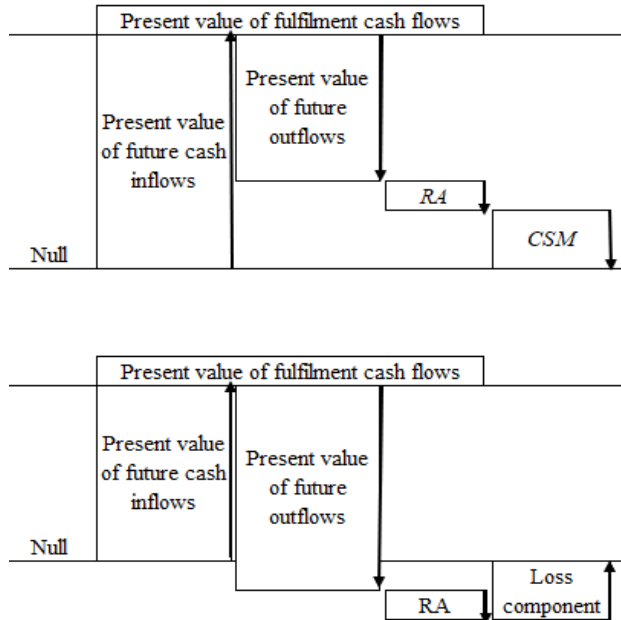 Present value of fulfilment cash flows
Present value
of future cash
inflows
Present value
of future
outflows
RA
CSM
Null
Present value of fulfilment cash flows
Present value
of future cash
inflows
Present value
of future
outflows
Null
RA
Loss
component